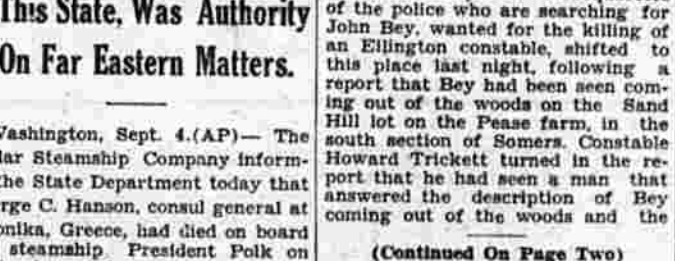 This State, Was Authority
On Far Eastern Matters.
Washington, Sept. 4.(AP)— The
lar Steamship Company inform-
the State Department today that
rge C. Hanson, consul general at
onika, Greece, had died on board
steamship President Polk on
of the police who are searching for
John Bey, wanted for the killing of
an Ellington constable, shifted to
this place last night, following a
report that Bey had been seen com-
ing out of the woods on the Sand
Hill lot on the Pease farm, in the
south section of Somers. Constable
Howard Trickett turned in the re-
port that he had seen a man that
answered the description of Bey
coming out of the woods and the
(Continued On Page Two)